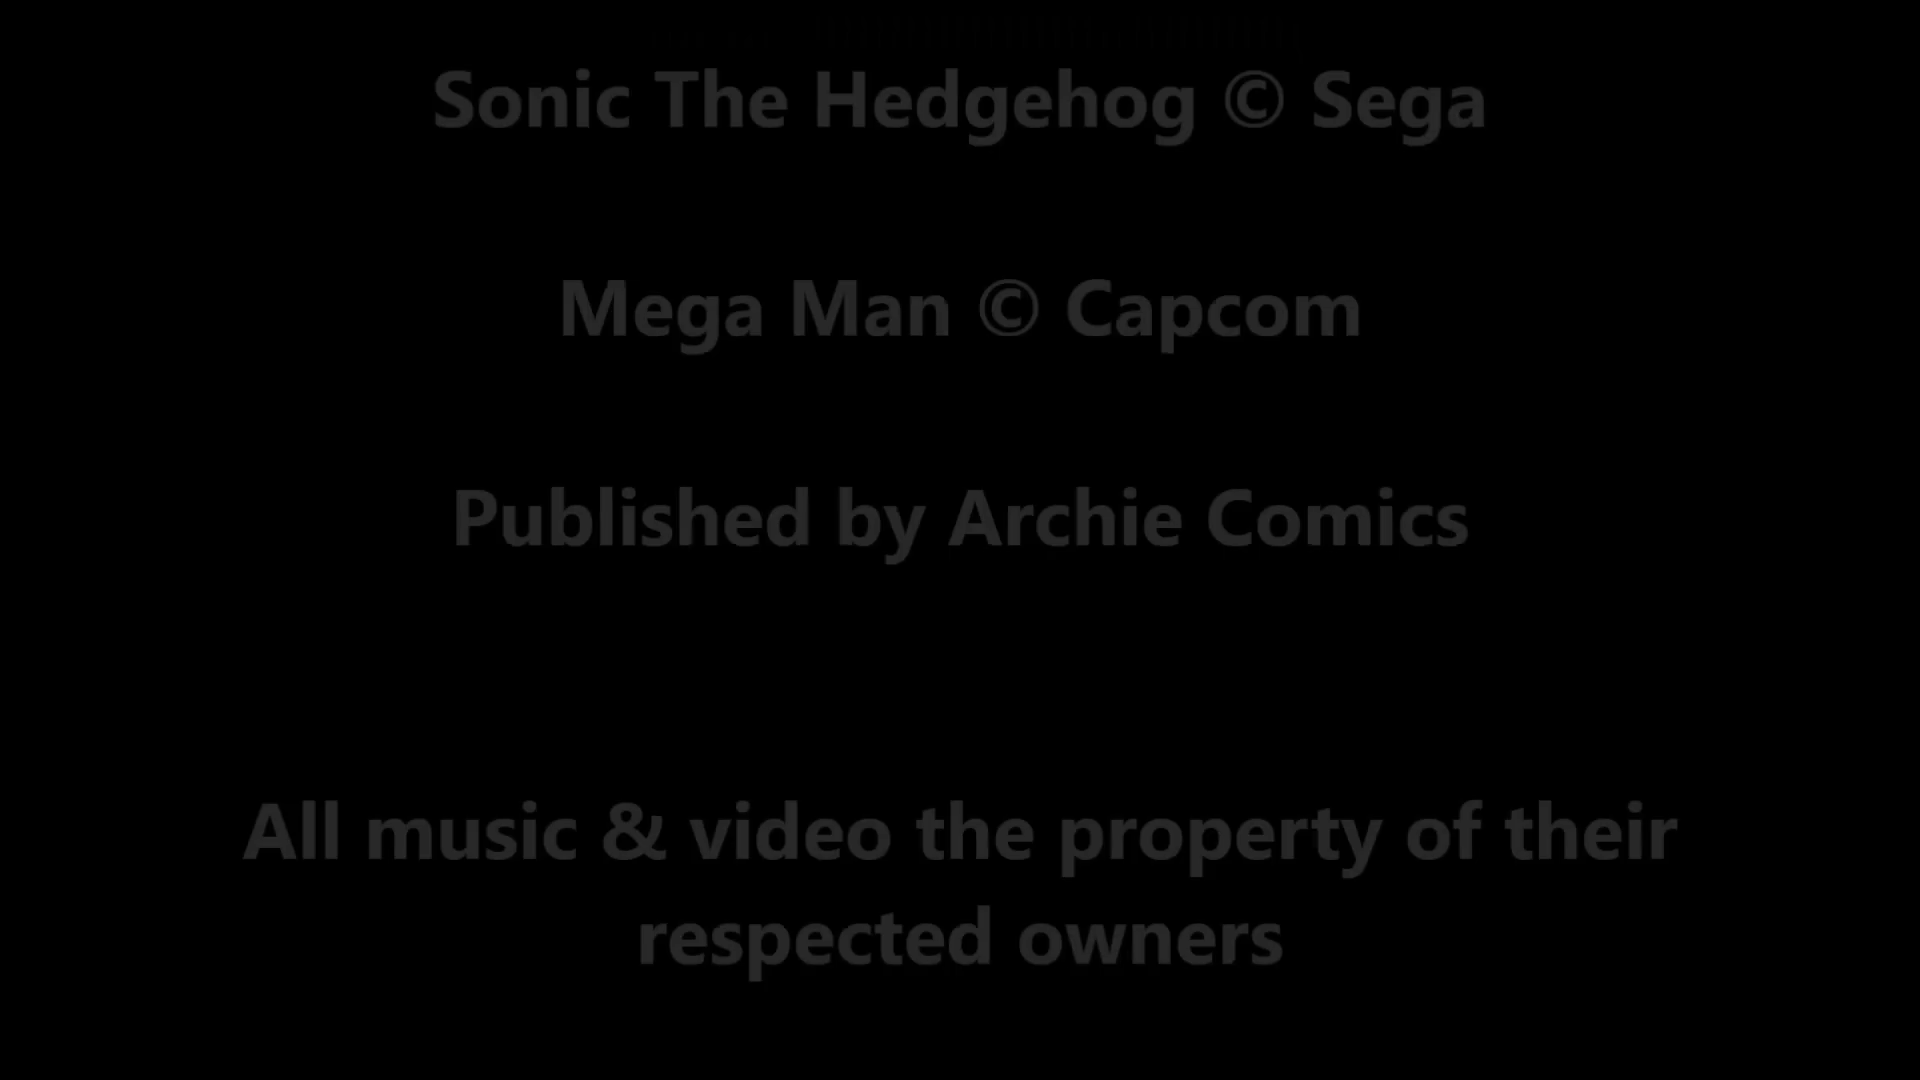 Sonic The Hedgehog © Sega
Mega Man © Capcom
Published by Archie Comics
All music & video the property of their
respected owners